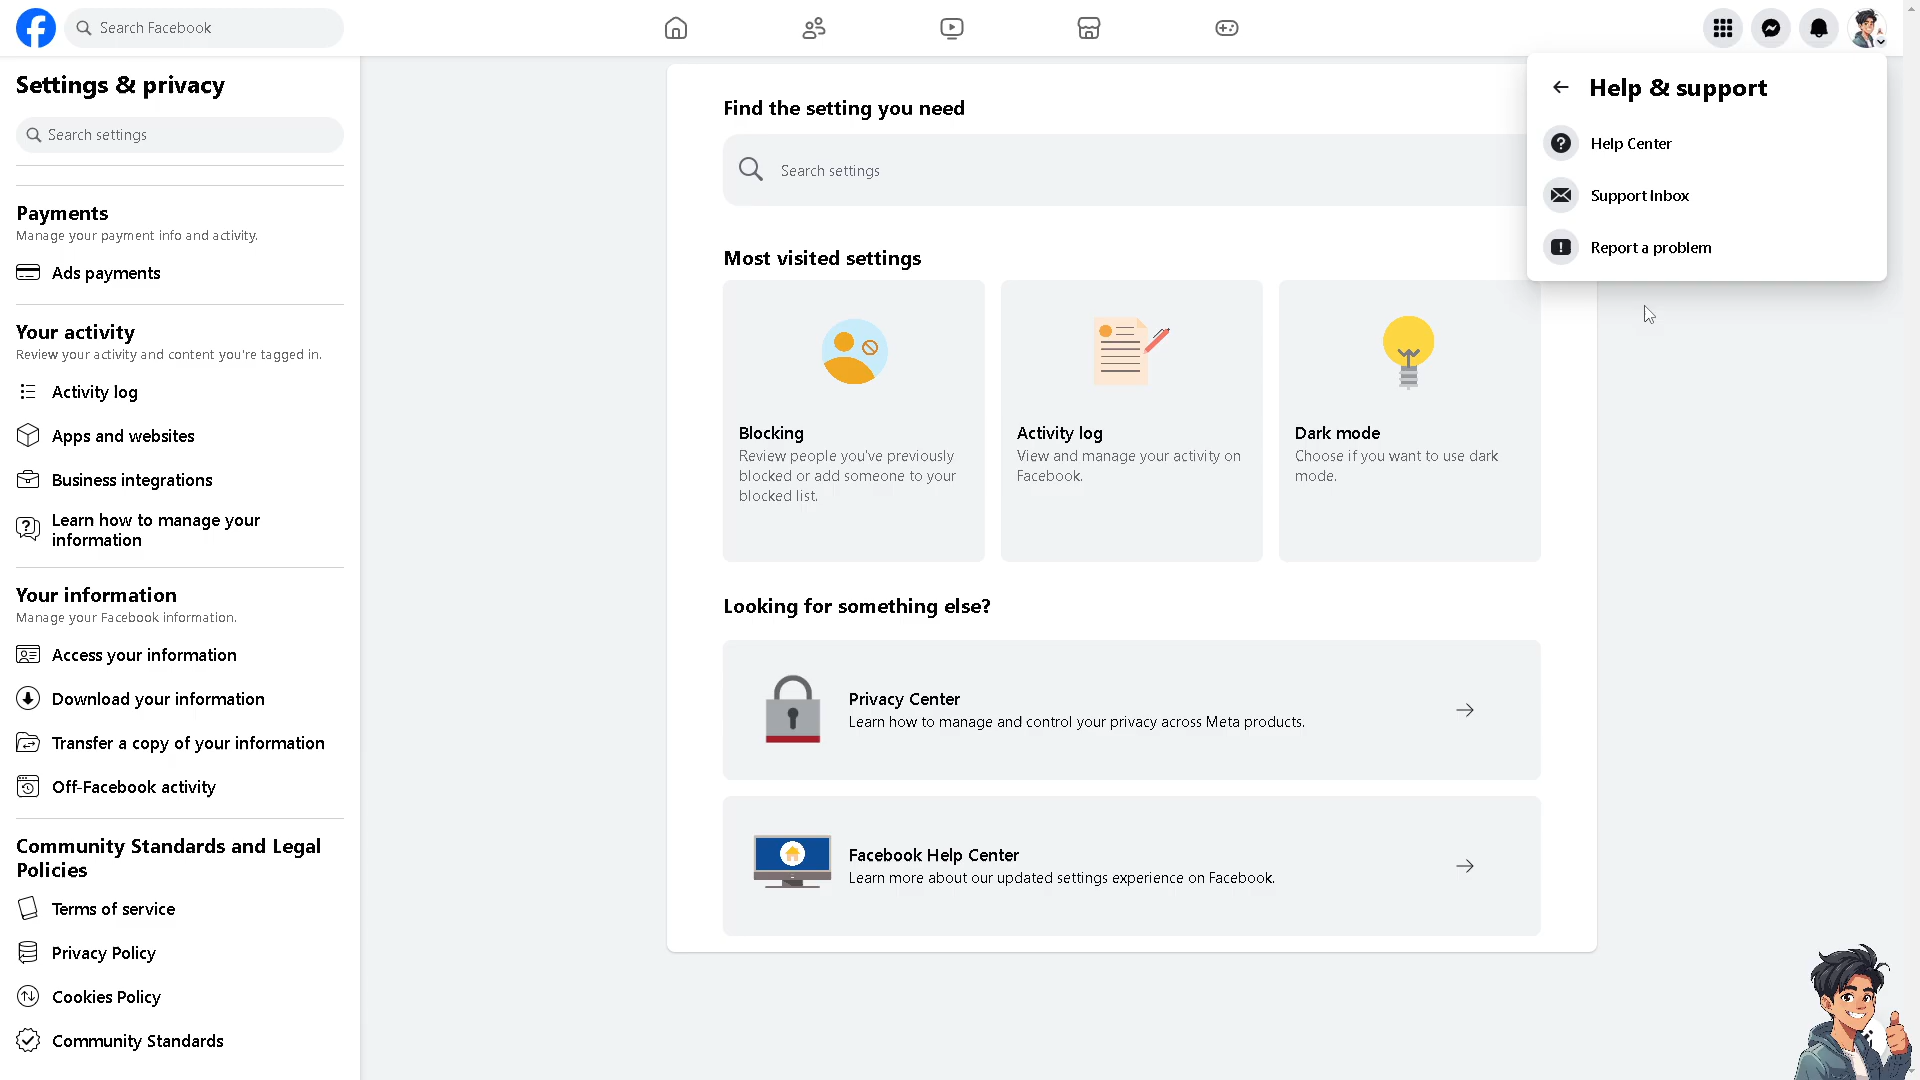 Search Facebook
Settings & privacy
Search settings
Payments
Manage your payment info and activity.
Ads payments
Your activity
Review your activity and content you're tagged in.
Activity log
Apps and websites
Business integrations
Learn how to manage your
information
Your information
Manage your Facebook information.
Access your information
Download your information
Transfer a copy of your information
Off-Facebook activity
Community Standards and Legal
Policies
Terms of service
Privacy Policy
Cookies Policy
Community Standards
Find the setting you need
Search settings
Most visited settings
Blocking
Review people you've previously
blocked or add someone to your
blocked list.
Activity log
View and manage your activity on
Facebook.
Dark mode
Choose if you want to use dark
mode.
Looking for something else?
Privacy Center
Learn how to manage and control your privacy across Meta products.
Facebook Help Center
Learn more about our updated settings experience on Facebook.
Help & support
Help Center
Support Inbox
Report a problem